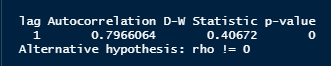 lag Autocorrelation D-W Statistic p-value
1 0.7966064 0.40672 0
Alternative hypothesis: rho != 0